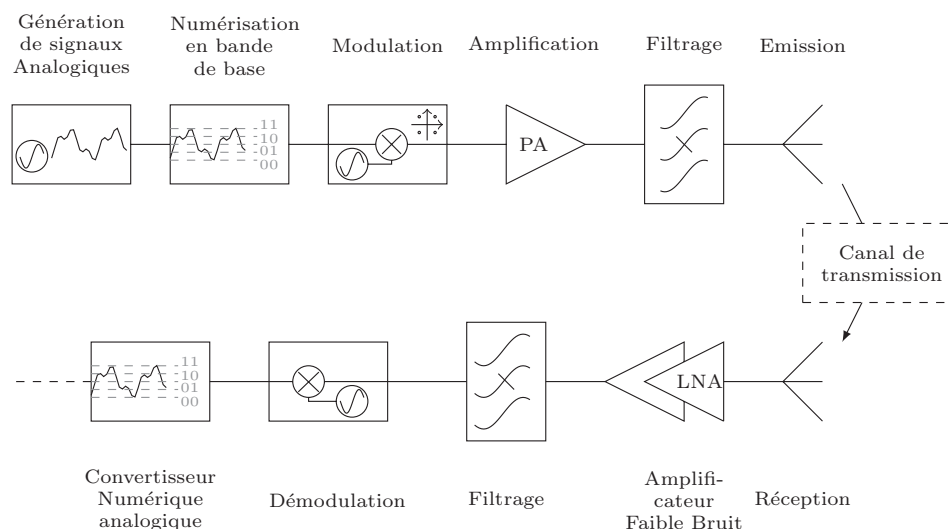 Génération
de signaux
Analogiques
Numérisation
en bande
de base
Modulation
Amplification
Filtrage
Emission
11
10
01
00
PA
Canal de
transmission
11
10
01
00
LNA
Convertisseur
Numérique
analogique
Démodulation
Filtrage
Amplifi-
cateur
Faible Bruit
Réception